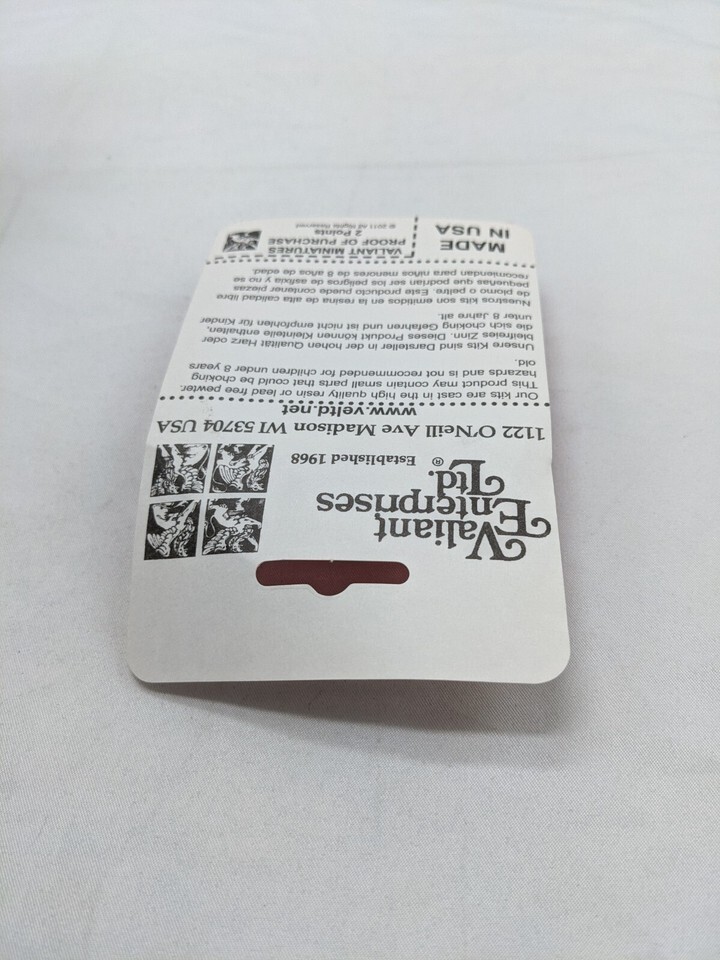 Valiant
Enterprises
Ltd.®
Established 1968
1122 O'Neill Ave Madison WI 53704 USA
www.veltd.net
Our kits are cast in the high quality resin or lead free pewter.
This product may contain small parts that could be choking
hazards and is not recommended for children under 8 years
old.
Unsere Kits sind Darsteller in der hohen Qualität Harz oder
bleifreies Zinn. Dieses Produkt können Kleinteile enthalten,
die sich choking Gefahren und ist nicht empfohlen für Kinder
unter 8 Jahre alt.
Nuestros kits son emitidos en la resina de alta calidad libre
de plomo o peltre. Este producto puede contener piezas
pequeñas que podrían ser los peligros de asfixia y no se
recomiendan para niños menores de 8 años de edad.
MADE
IN USA
VALIANT MINIATURES
PROOF OF PURCHASE
2 Points
© 2011 All Rights Reserved